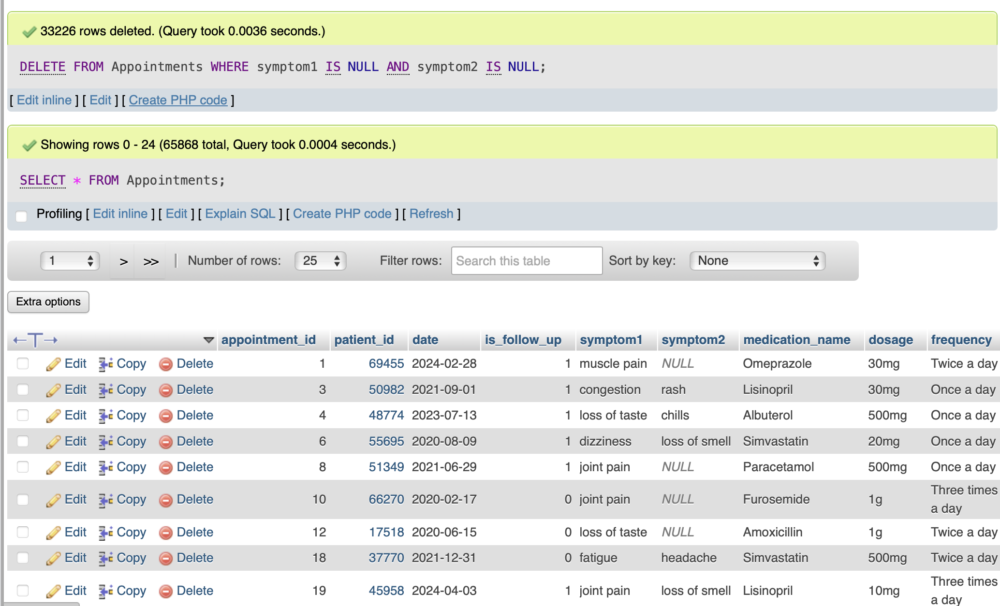 33226 rows deleted. (Query took 0.0036 seconds.)
DELETE FROM Appointments WHERE symptom1 IS NULL AND symptom2 IS NULL;
[ Edit inline ] [ Edit ] [ Create PHP code ]
Showing rows 0 - 24 (65868 total, Query took 0.0004 seconds.)
SELECT * FROM Appointments;
Profiling [ Edit inline ] [ Edit ] [ Explain SQL ] [ Create PHP code ] [ Refresh ]
1 > >> | Number of rows: 25 Filter rows: Search this table Sort by key: None
Extra options
←T→ appointment_id patient_id date is_follow_up symptom1 symptom2 medication_name dosage frequency
Edit Copy Delete 1 69455 2024-02-28 1 muscle pain NULL Omeprazole 30mg Twice a day
Edit Copy Delete 3 50982 2021-09-01 1 congestion rash Lisinopril 30mg Once a day
Edit Copy Delete 4 48774 2023-07-13 1 loss of taste chills Albuterol 500mg Once a day
Edit Copy Delete 6 55695 2020-08-09 1 dizziness loss of smell Simvastatin 20mg Once a day
Edit Copy Delete 8 51349 2021-06-29 1 joint pain NULL Paracetamol 500mg Once a day
Edit Copy Delete 10 66270 2020-02-17 0 joint pain NULL Furosemide 1g Three times
a day
Edit Copy Delete 12 17518 2020-06-15 0 loss of taste NULL Amoxicillin 1g Twice a day
Edit Copy Delete 18 37770 2021-12-31 0 fatigue headache Simvastatin 500mg Twice a day
Edit Copy Delete 19 45958 2024-04-03 1 joint pain loss of smell Lisinopril 10mg Three times
a day